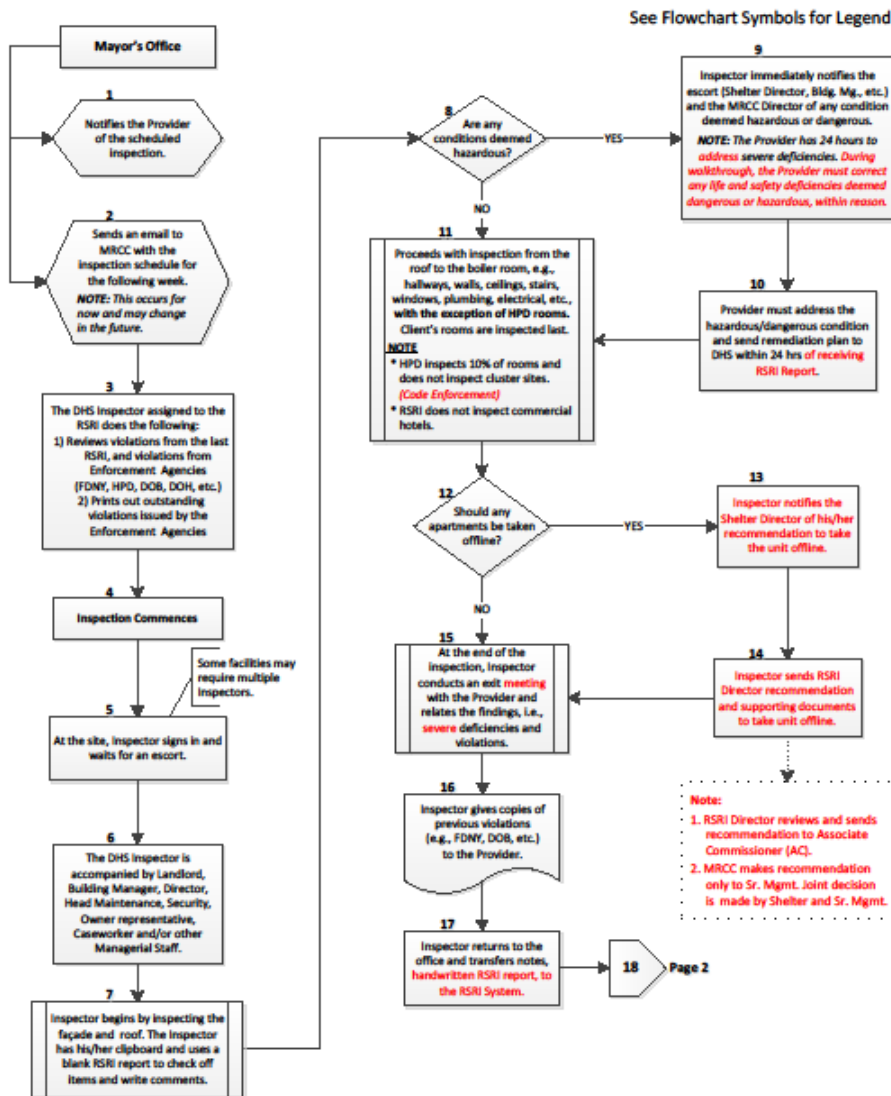 See Flowchart Symbols for Legend
Mayor's Office
1
Notifies the Provider
of the scheduled
inspection.
2
Sends an email to
MRCC with the
inspection schedule for
the following week.
NOTE: This occurs for
now and may change
in the future.
3
The DHS Inspector assigned to the
RSRI does the following:
1) Reviews violations from the last
RSRI, and violations from
Enforcement Agencies
(FDNY, HPD, DOB, DOH, etc.)
2) Prints out outstanding
violations issued by the
Enforcement Agencies
4
Inspection Commences
Some facilities may
require multiple
Inspectors.
5
At the site, Inspector signs in and
waits for an escort.
6
The DHS Inspector is
accompanied by Landlord,
Building Manager, Director,
Head Maintenance, Security,
Owner representative,
Caseworker and/or other
Managerial Staff.
7
Inspector begins by inspecting the
façade and roof. The Inspector
has his/her clipboard and uses a
blank RSRI report to check off
items and write comments.
8
Are any
conditions deemed
hazardous?
YES
NO
9
Inspector immediately notifies the
escort (Shelter Director, Bldg. Mg., etc.)
and the MRCC Director of any condition
deemed hazardous or dangerous.
NOTE: The Provider has 24 hours to
address severe deficiencies. During
walkthrough, the Provider must correct
any life and safety deficiencies deemed
dangerous or hazardous, within reason.
10
Provider must address the
hazardous/dangerous condition
and send remediation plan to
DHS within 24 hrs of receiving
RSRI Report.
11
Proceeds with inspection from the
roof to the boiler room, e.g.,
hallways, walls, ceilings, stairs,
windows, plumbing, electrical, etc.,
with the exception of HPD rooms.
Client's rooms are inspected last.
NOTE
* HPD inspects 10% of rooms and
does not inspect cluster sites.
(Code Enforcement)
* RSRI does not inspect commercial
hotels.
12
Should any
apartments be taken
offline?
YES
NO
13
Inspector notifies the
Shelter Director of his/her
recommendation to take
the unit offline.
14
Inspector sends RSRI
Director recommendation
and supporting documents
to take unit offline.
Note:
1. RSRI Director reviews and sends
recommendation to Associate
Commissioner (AC).
2. MRCC makes recommendation
only to Sr. Mgmt. Joint decision
is made by Shelter and Sr. Mgmt.
15
At the end of the
inspection, Inspector
conducts an exit meeting
with the Provider and
relates the findings, i.e.,
severe deficiencies and
violations.
16
Inspector gives copies of
previous violations
(e.g., FDNY, DOB, etc.)
to the Provider.
17
Inspector returns to the
office and transfers notes,
handwritten RSRI report, to
the RSRI System.
18
Page 2